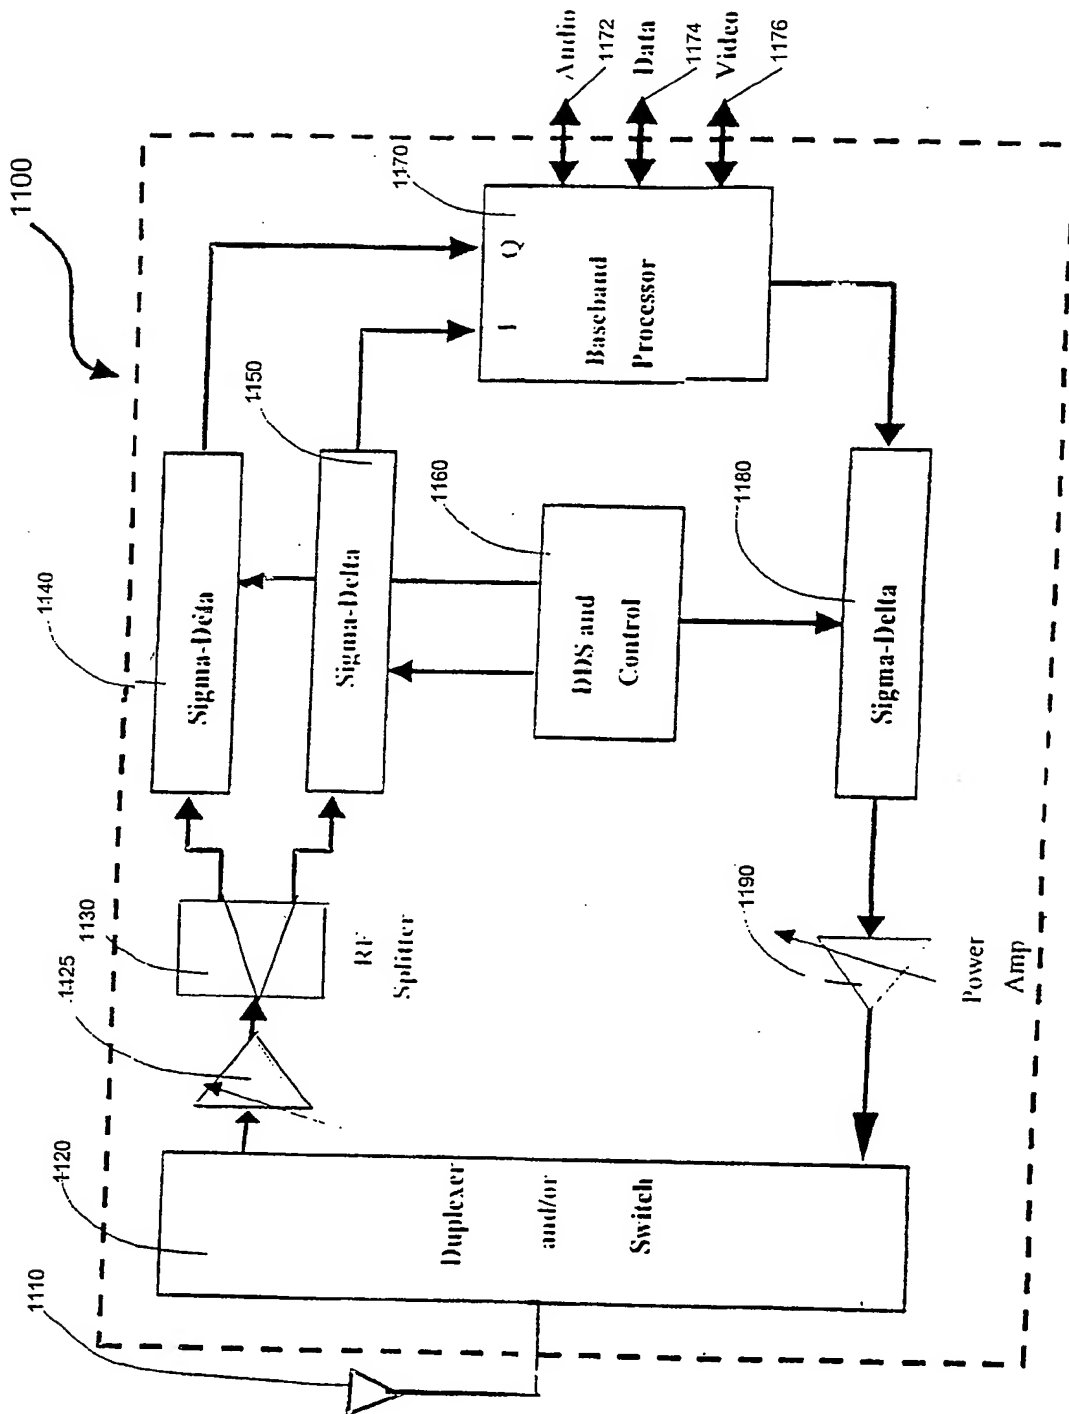 1100
1110
1120
Duplexer
and/or
Switch
1125
1130
RF
Splitter
1140
Sigma-Delta
1150
Sigma-Delta
1160
DDS and
Control
1170
I
Q
Baseband
Processor
Audio
1172
Data
1174
Video
1176
1180
Sigma-Delta
1190
Power
Amp